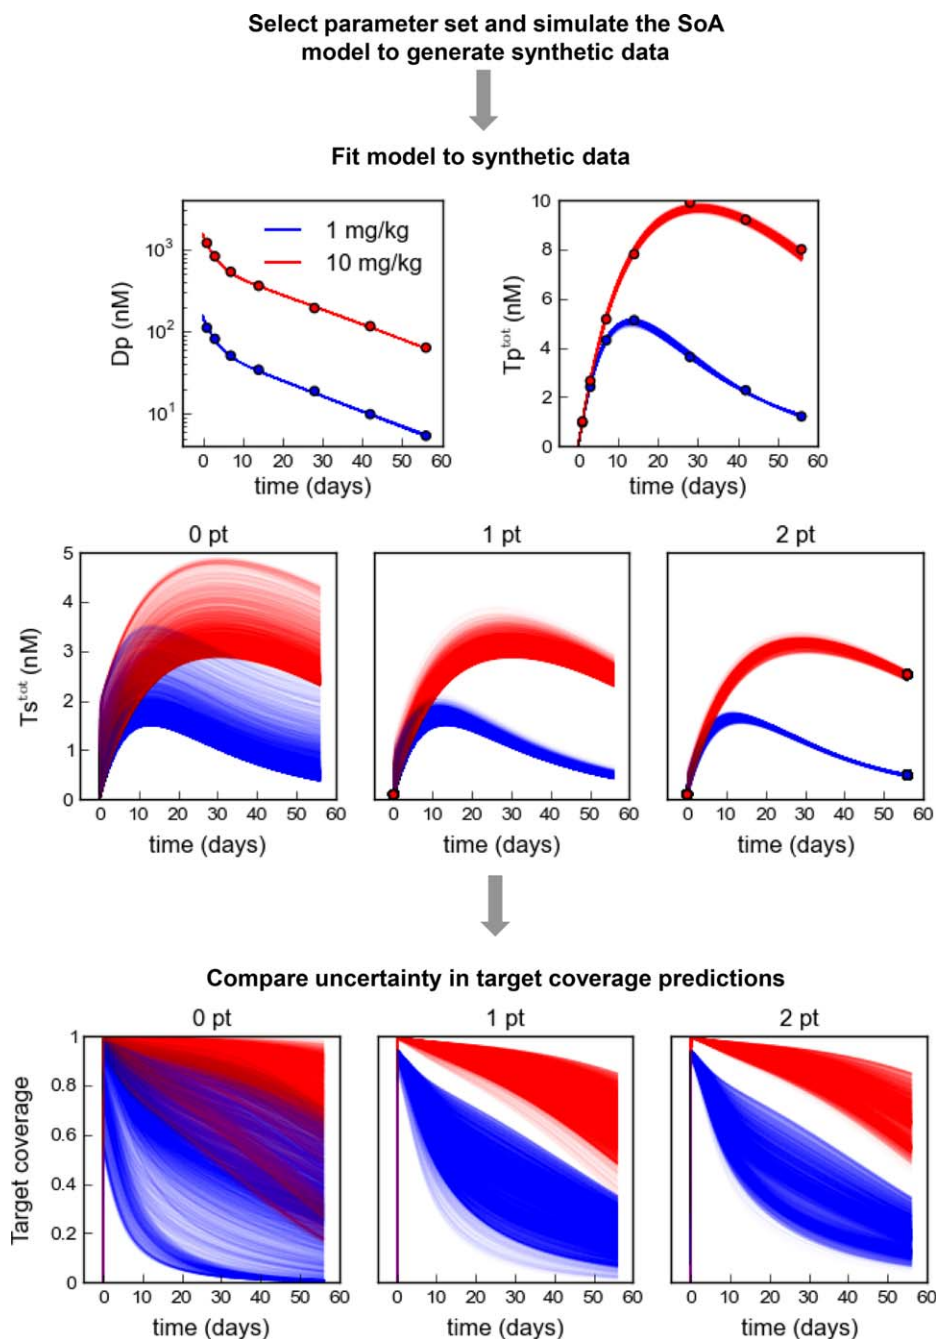 Select parameter set and simulate the SoA
model to generate synthetic data
Fit model to synthetic data
Dp (nM)
10³
10²
10¹
1 mg/kg
10 mg/kg
0 10 20 30 40 50 60
time (days)
Tp^tot (nM)
10
8
6
4
2
0
0 10 20 30 40 50 60
time (days)
0 pt
1 pt
2 pt
Ts^tot (nM)
5
4
3
2
1
0
0 10 20 30 40 50 60
0 10 20 30 40 50 60
0 10 20 30 40 50 60
time (days)
time (days)
time (days)
Compare uncertainty in target coverage predictions
0 pt
1 pt
2 pt
Target coverage
1
0.8
0.6
0.4
0.2
0
0 10 20 30 40 50 60
0 10 20 30 40 50 60
0 10 20 30 40 50 60
time (days)
time (days)
time (days)